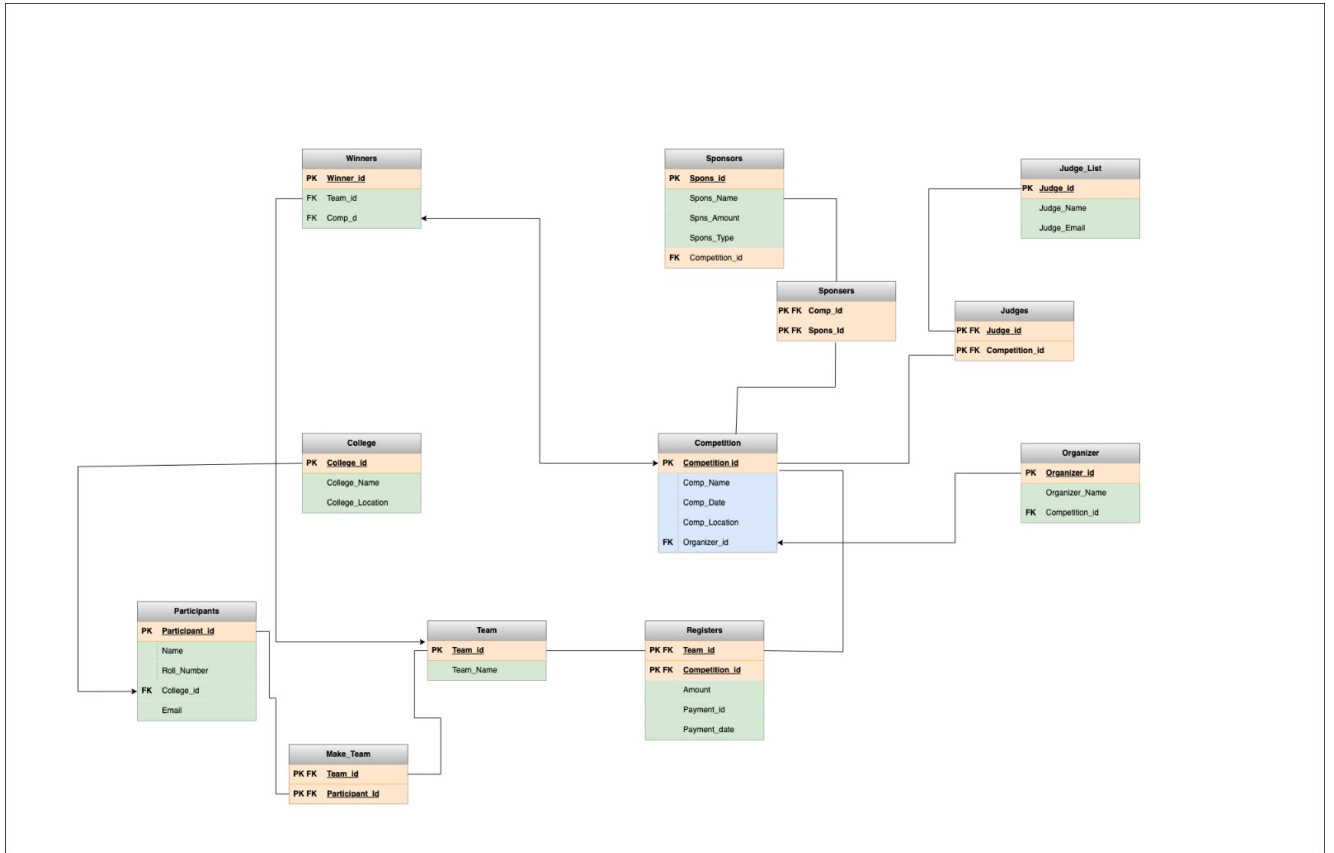 Winners
PK Winner_id
FK Team_id
FK Comp_d
Sponsors
PK Spons_id
Spons_Name
Spns_Amount
Spons_Type
FK Competition_id
Judge_List
PK Judge_id
Judge_Name
Judge_Email
Sponsers
PK FK Comp_Id
PK FK Spons_Id
Judges
PK FK Judge_id
PK FK Competition_id
College
PK College_id
College_Name
College_Location
Competition
PK Competition id
Comp_Name
Comp_Date
Comp_Location
FK Organizer_id
Organizer
PK Organizer_id
Organizer_Name
FK Competition_id
Participants
PK Participant_id
Name
Roll_Number
FK College_id
Email
Team
PK Team_id
Team_Name
Registers
PK FK Team_id
PK FK Competition_id
Amount
Payment_id
Payment_date
Make_Team
PK FK Team_id
PK FK Participant_Id